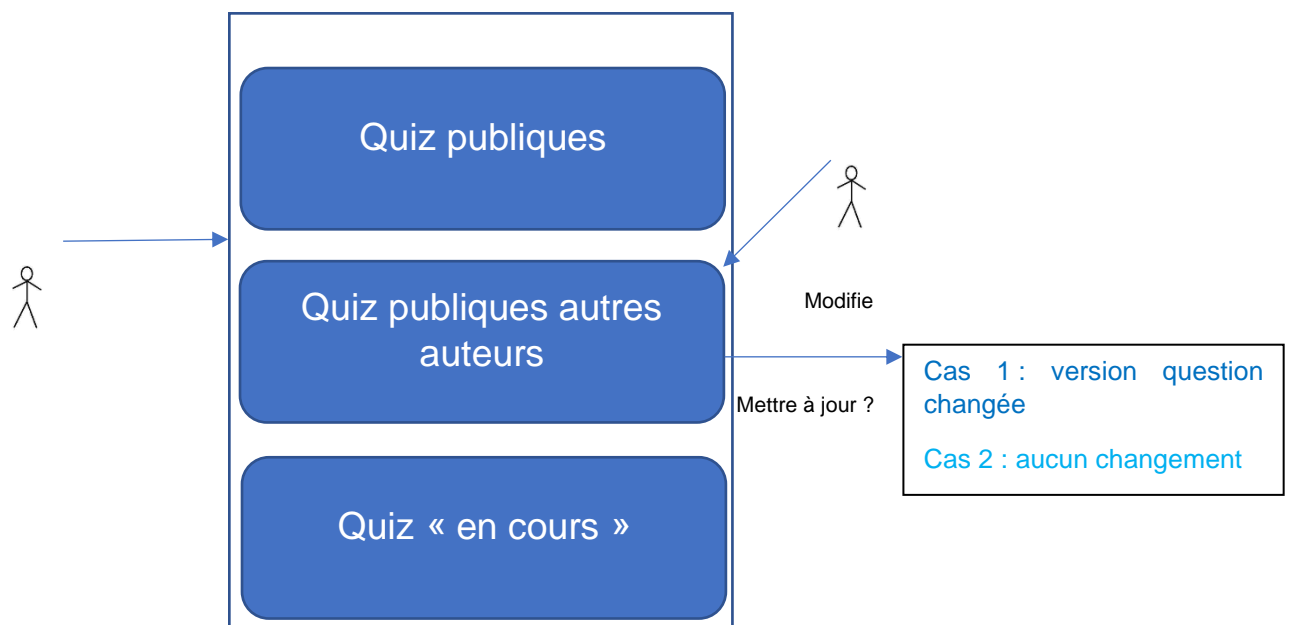 Quiz publiques
Modifie
Quiz publiques autres
auteurs
Mettre à jour ?
Cas 1 : version question
changée
Cas 2 : aucun changement
Quiz « en cours »